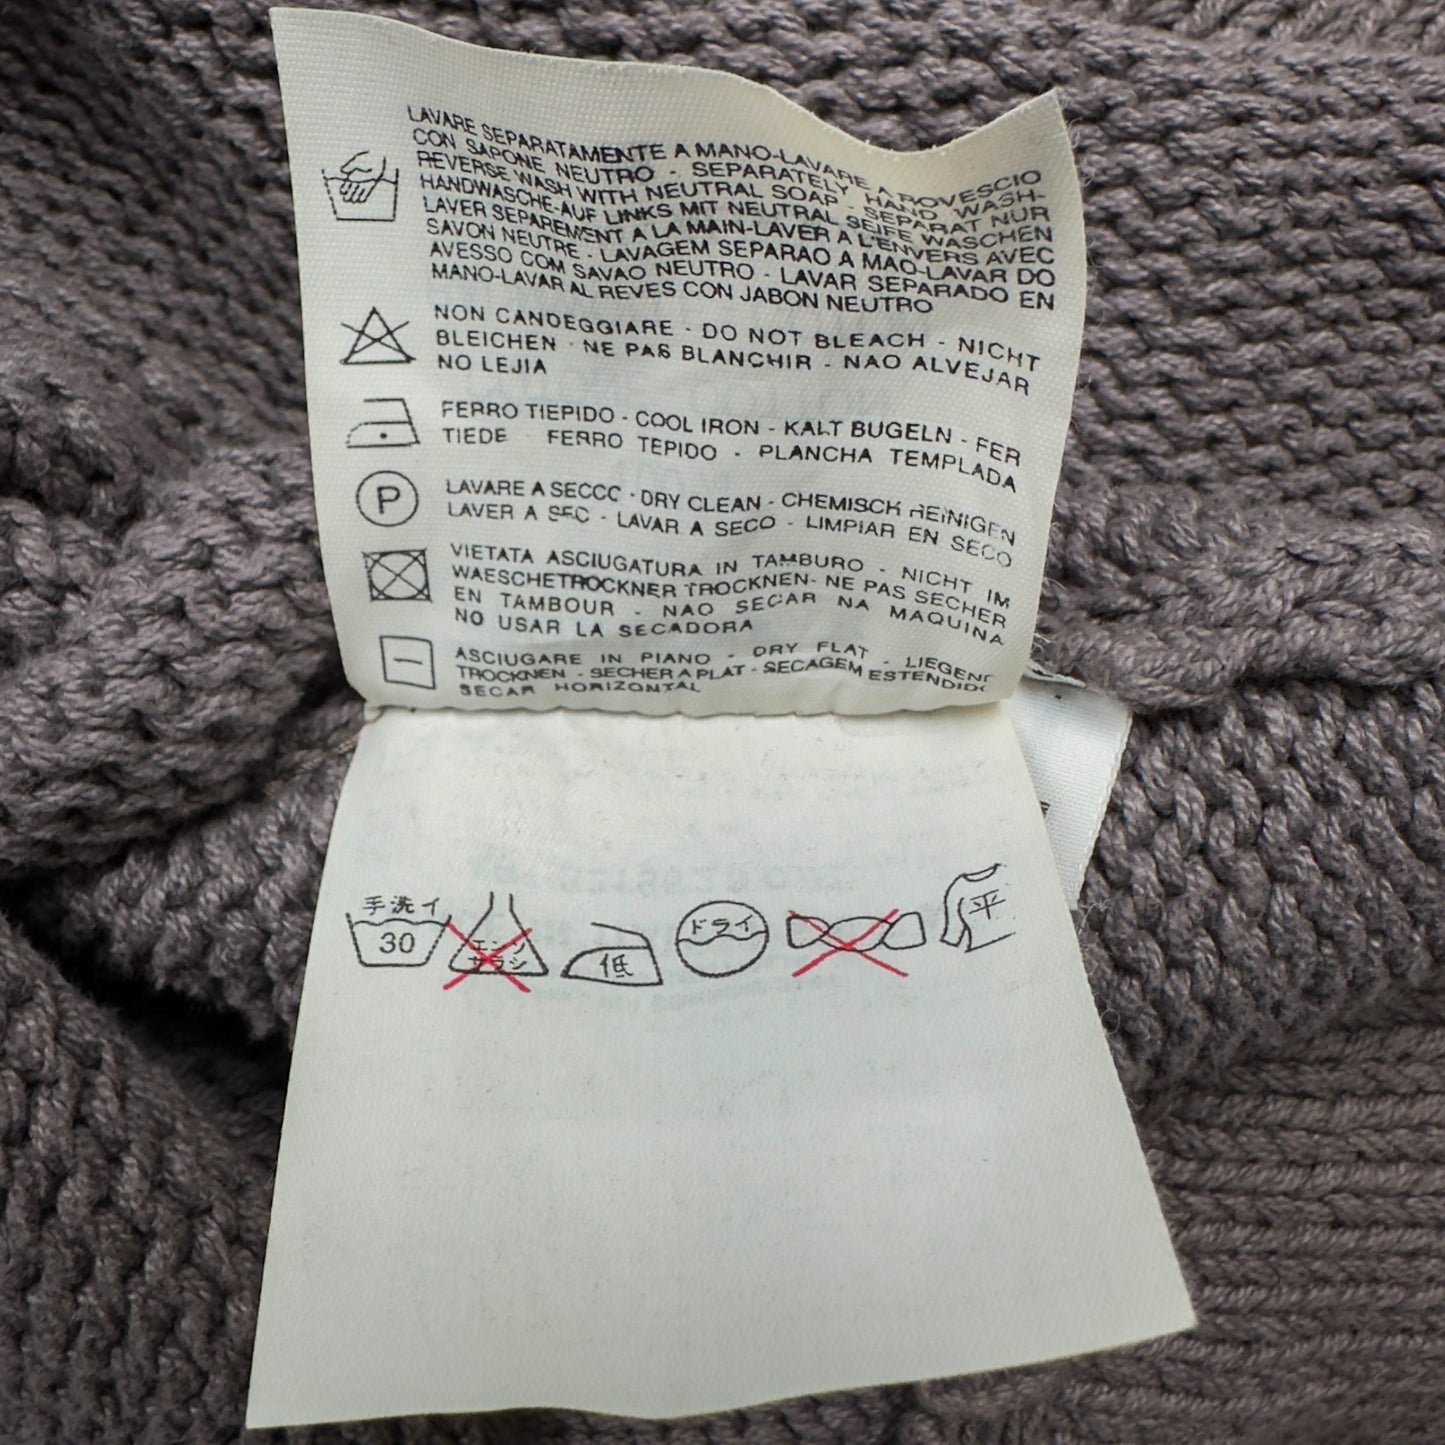 LAVARE SEPARATAMENTE A MANO-LAVARE A ROVESCIO
CON SAPONE NEUTRO - SEPARATELY HAND WASH-
REVERSE WASH WITH NEUTRAL SOAP - SEPARAT NUR
HANDWASCHE-AUF LINKS MIT NEUTRAL SEIFE WASCHEN
LAVER SEPAREMENT A LA MAIN-LAVER A L'ENVERS AVEC
SAVON NEUTRE - LAVAGEM SEPARAO A MAO-LAVAR DO
AVESSO COM SAVAO NEUTRO - LAVAR SEPARADO EN
MANO-LAVAR AL REVES CON JABON NEUTRO
NON CANDEGGIARE - DO NOT BLEACH - NICHT
BLEICHEN - NE PAS BLANCHIR - NAO ALVEJAR
NO LEJIA
FERRO TIEPIDO - COOL IRON - KALT BUGELN - FER
TIEDE - FERRO TEPIDO - PLANCHA TEMPLADA
P
LAVARE A SECCC - DRY CLEAN - CHEMISCH REINIGEN
LAVER A SEC - LAVAR A SECO - LIMPIAR EN SECO
VIETATA ASCIUGATURA IN TAMBURO - NICHT IM
WAESCHETROCKNER TROCKNEN- NE PAS SECHER
EN TAMBOUR - NAO SECAR NA MAQUINA
NO USAR LA SECADORA
ASCIUGARE IN PIANO - DRY FLAT - LIEGEND
TROCKNEN - SECHER A PLAT - SECAGEM ESTENDIDO
SECAR HORIZONTAL
手洗イ
30
エンソ
サラシ
低
ドライ
平